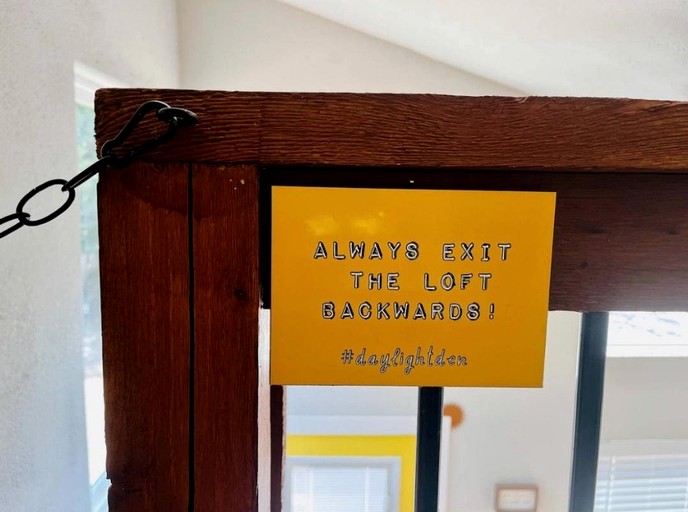 ALWAYS EXIT
THE LOFT
BACKWARDS!
#daylightden